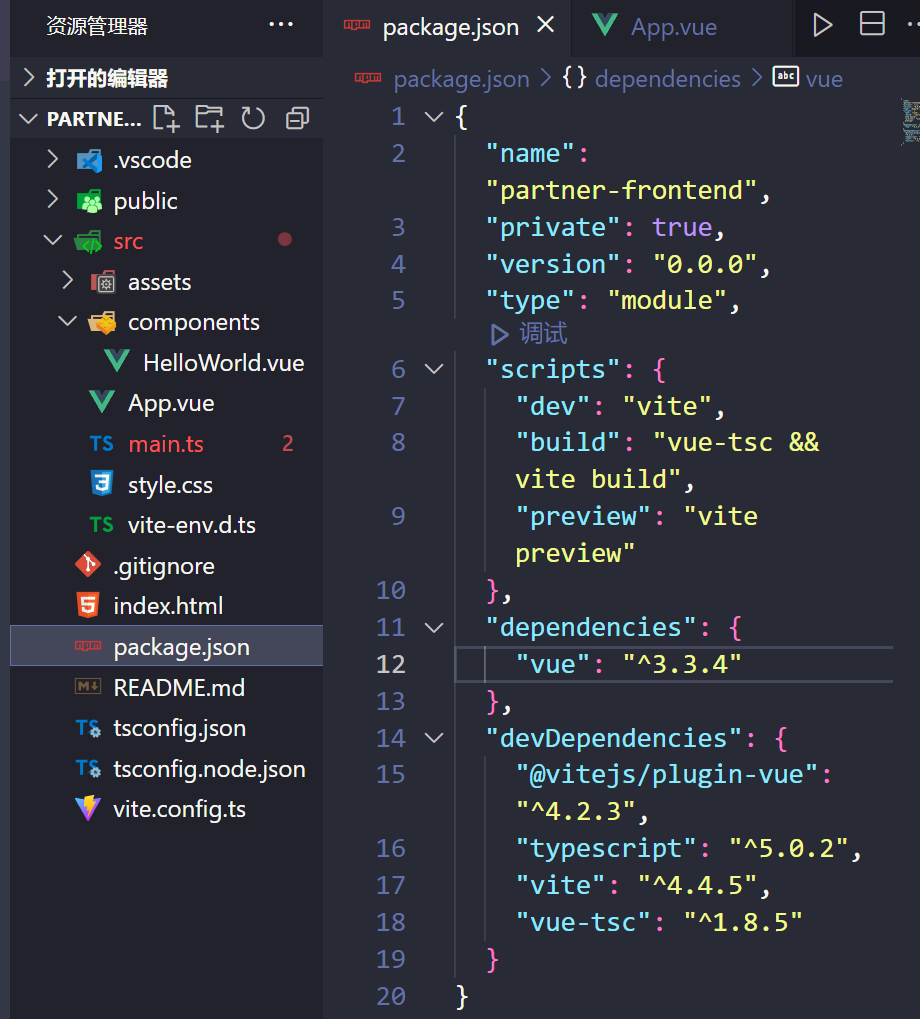 资源管理器 ···
打开的编辑器
PARTNE...
.vscode
public
src
assets
components
HelloWorld.vue
App.vue
TS main.ts 2
style.css
TS vite-env.d.ts
.gitignore
index.html
package.json
README.md
tsconfig.json
tsconfig.node.json
vite.config.ts
package.json × App.vue
package.json > {} dependencies > abc vue
1 {
2 "name":
"partner-frontend",
3 "private": true,
4 "version": "0.0.0",
5 "type": "module",
调试
6 "scripts": {
7 "dev": "vite",
8 "build": "vue-tsc &&
vite build",
9 "preview": "vite
preview"
10 },
11 "dependencies": {
12 "vue": "^3.3.4"
13 },
14 "devDependencies": {
15 "@vitejs/plugin-vue":
"^4.2.3",
16 "typescript": "^5.0.2",
17 "vite": "^4.4.5",
18 "vue-tsc": "^1.8.5"
19 }
20 }